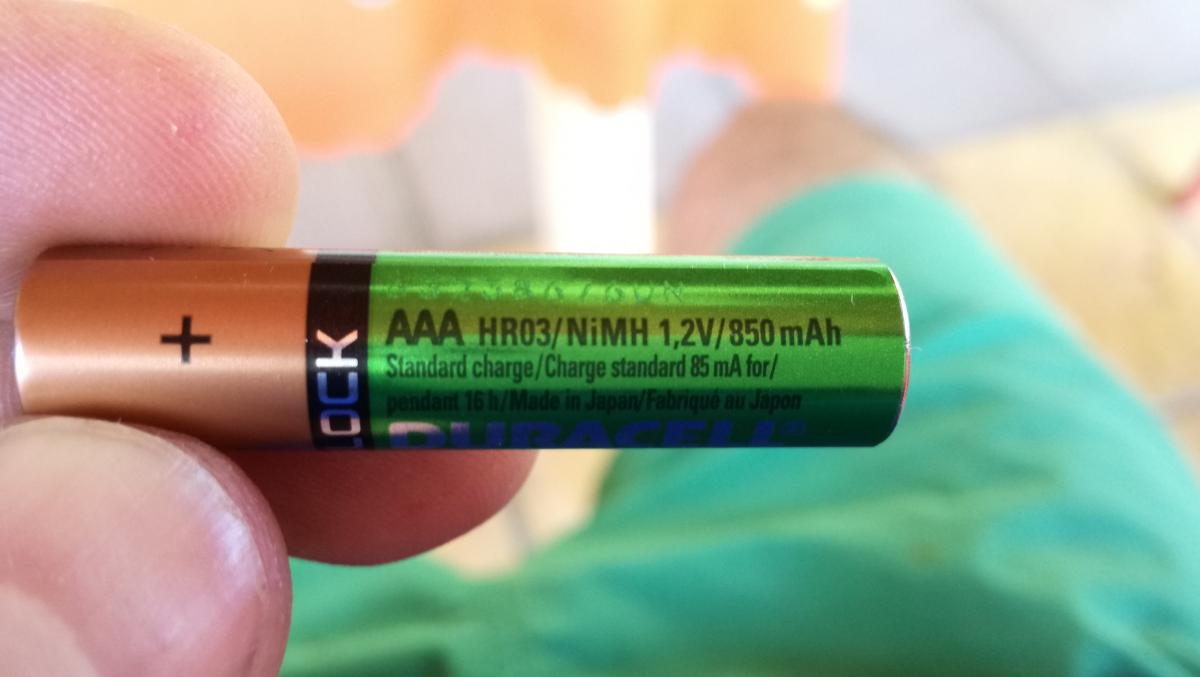 +
LOCK
AAA HR03/NiMH 1,2V/850 mAh
Standard charge/Charge standard 85 mA for/
pendant 16 h/Made in Japan/Fabriqué au Japon
DURACELL®